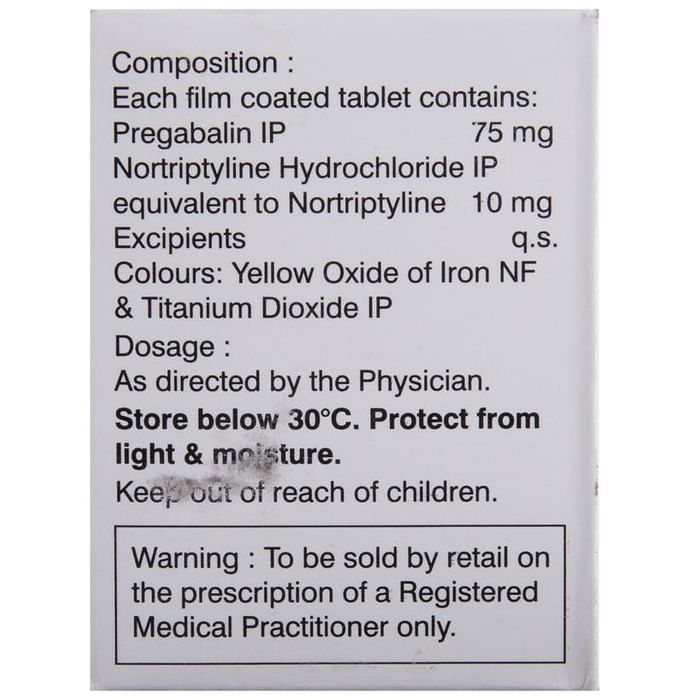 Composition :
Each film coated tablet contains:
Pregabalin IP 75 mg
Nortriptyline Hydrochloride IP
equivalent to Nortriptyline 10 mg
Excipients q.s.
Colours: Yellow Oxide of Iron NF
& Titanium Dioxide IP
Dosage :
As directed by the Physician.
Store below 30°C. Protect from
light & moisture.
Keep out of reach of children.
Warning : To be sold by retail on
the prescription of a Registered
Medical Practitioner only.